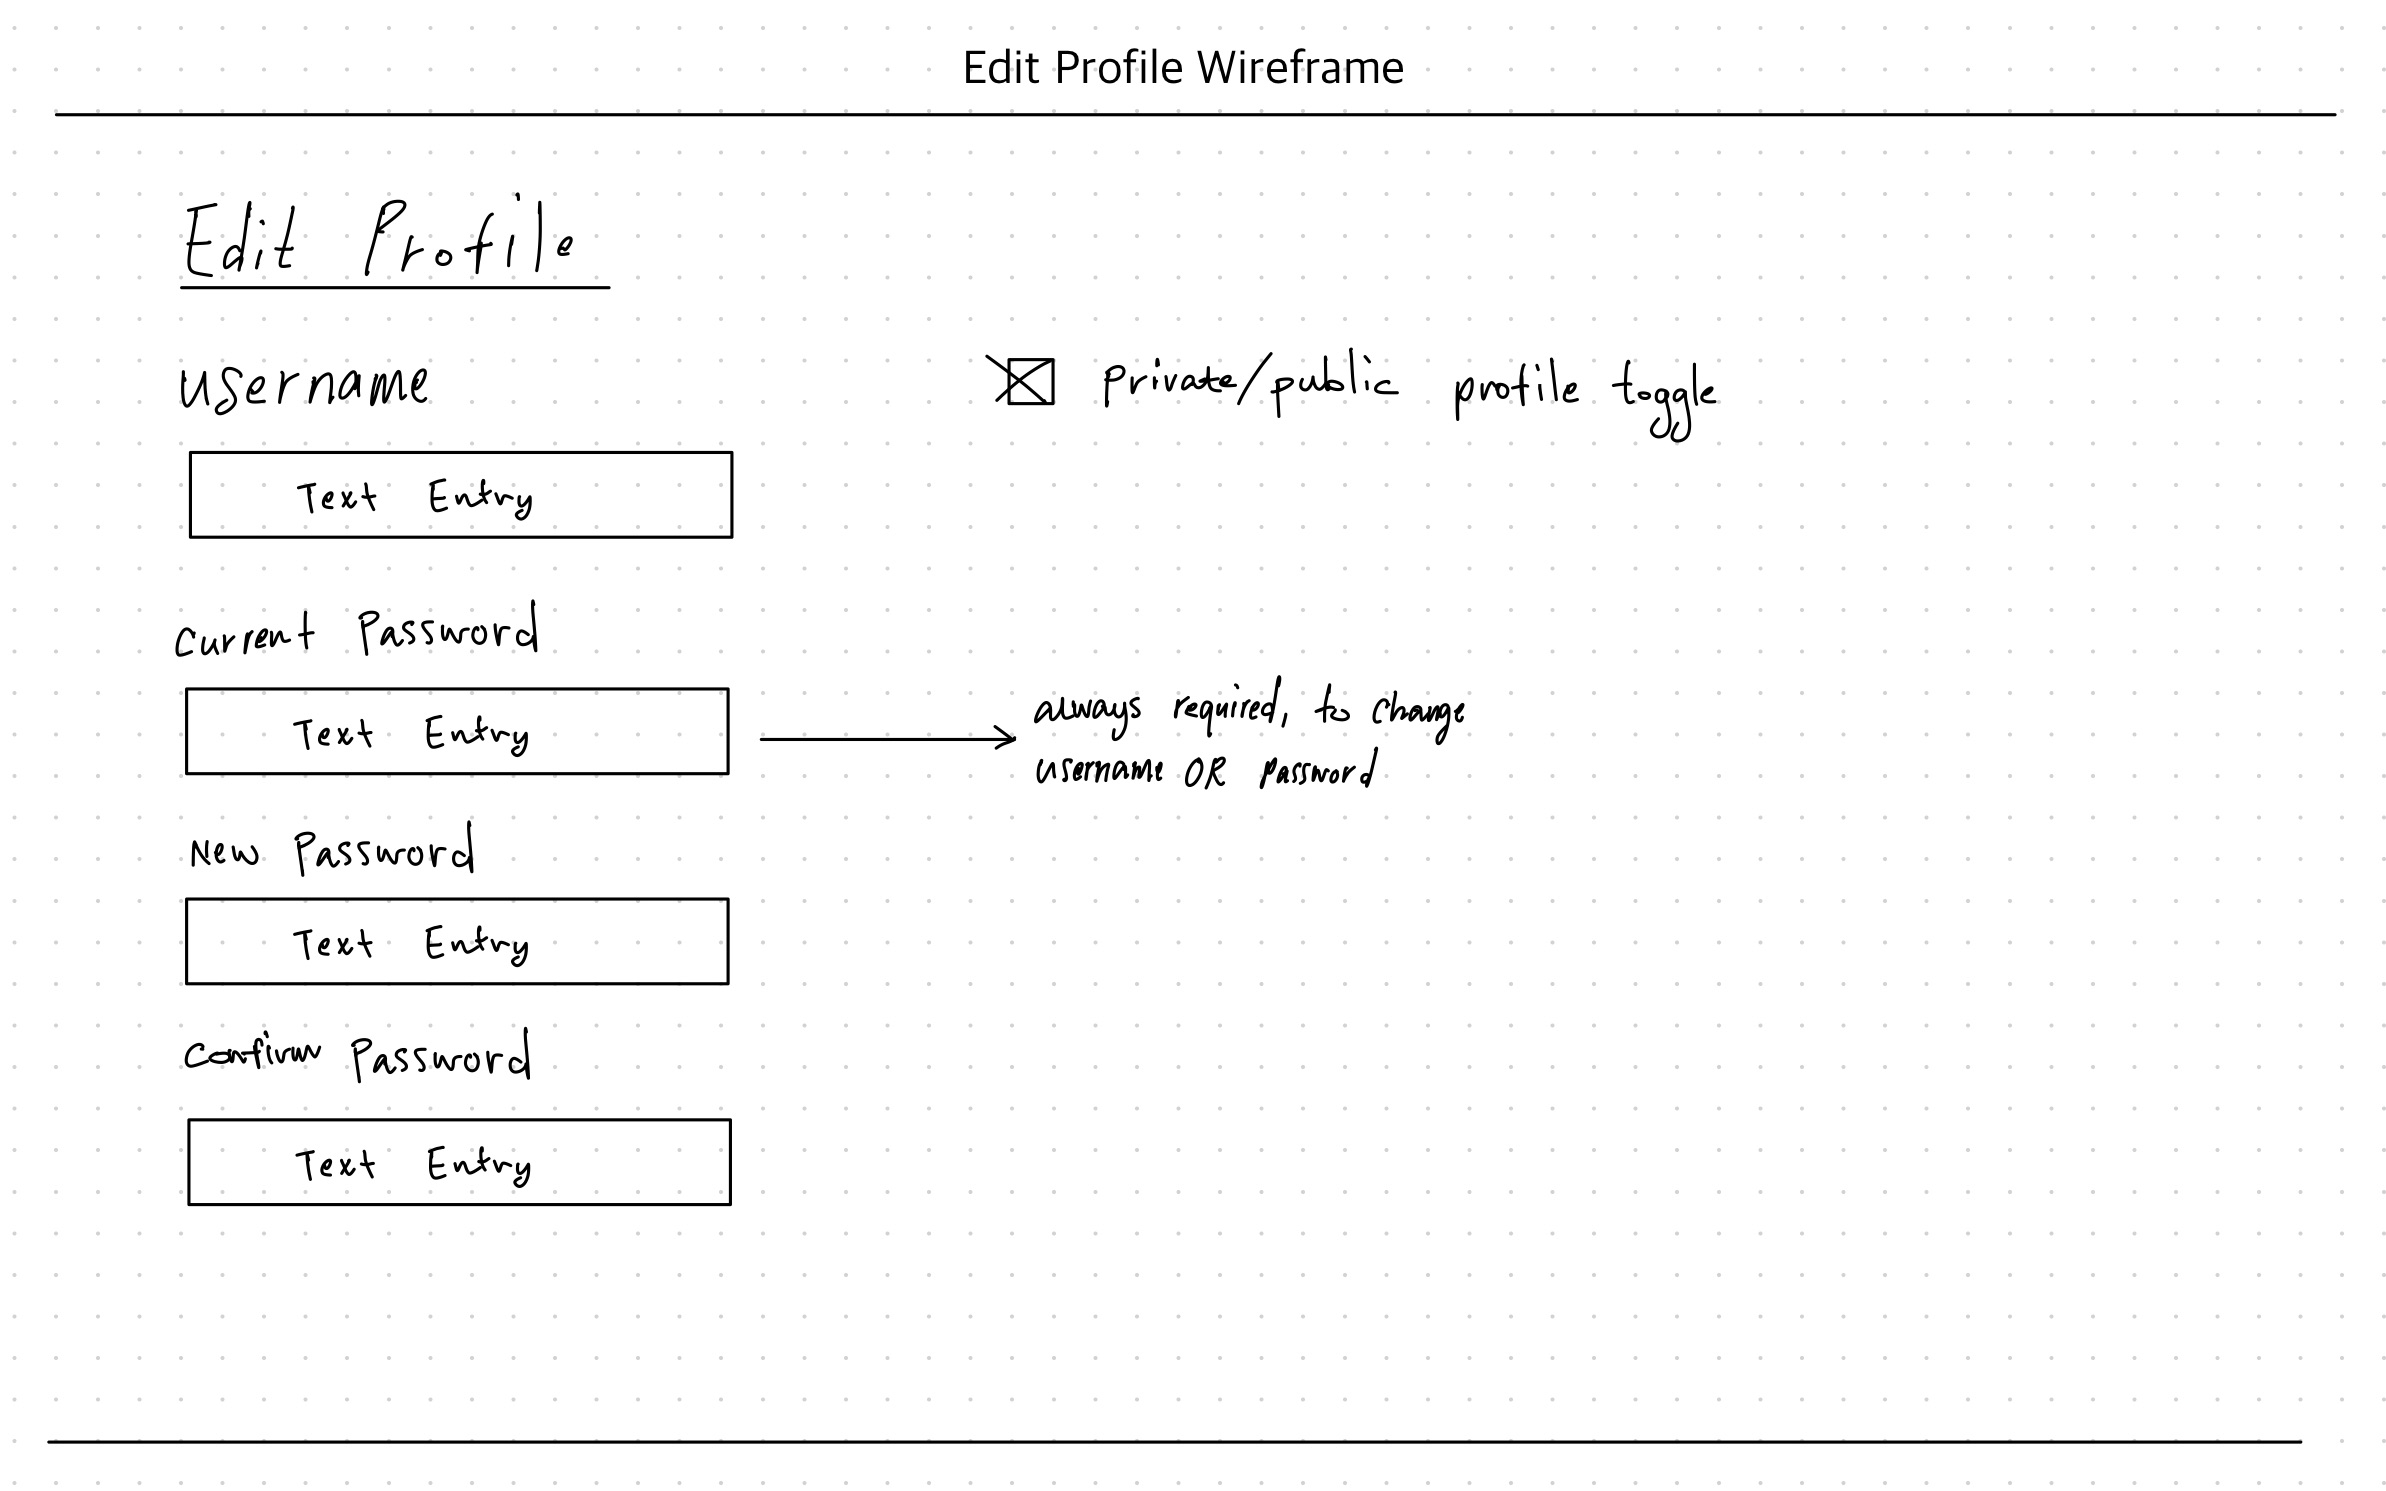 Edit Profile Wireframe
Edit Profile
username
private/public profile toggle
Text Entry
Current Password
Text Entry
always required, to change
username OR password
New Password
Text Entry
Confirm Password
Text Entry